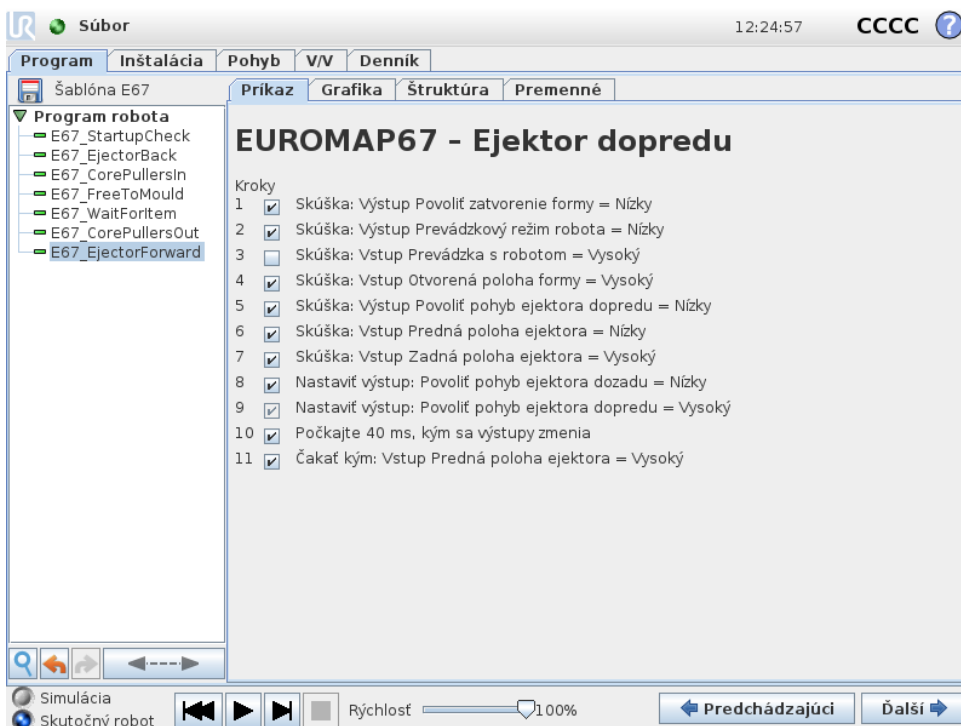 UR Súbor 12:24:57 CCCC ?
Program Inštalácia Pohyb V/V Denník
Šablóna E67
Príkaz Grafika Štruktúra Premenné
Program robota
E67_StartupCheck
E67_EjectorBack
E67_CorePullersIn
E67_FreeToMould
E67_WaitForItem
E67_CorePullersOut
E67_EjectorForward
EUROMAP67 - Ejektor dopredu
Kroky
1 Skúška: Výstup Povoliť zatvorenie formy = Nízky
2 Skúška: Výstup Prevádzkový režim robota = Nízky
3 Skúška: Vstup Prevádzka s robotom = Vysoký
4 Skúška: Vstup Otvorená poloha formy = Vysoký
5 Skúška: Výstup Povoliť pohyb ejektora dopredu = Nízky
6 Skúška: Vstup Predná poloha ejektora = Nízky
7 Skúška: Vstup Zadná poloha ejektora = Vysoký
8 Nastaviť výstup: Povoliť pohyb ejektora dozadu = Nízky
9 Nastaviť výstup: Povoliť pohyb ejektora dopredu = Vysoký
10 Počkajte 40 ms, kým sa výstupy zmenia
11 Čakať kým: Vstup Predná poloha ejektora = Vysoký
Simulácia
Skutočný robot
Rýchlosť 100%
Predchádzajúci
Ďalší